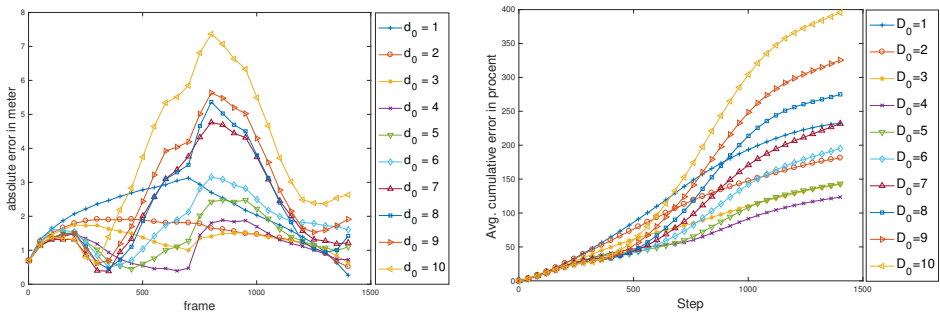 absolute error in meter
8
7
6
5
4
3
2
1
0
0 500 1000 1500
frame
d₀ = 1
d₀ = 2
d₀ = 3
d₀ = 4
d₀ = 5
d₀ = 6
d₀ = 7
d₀ = 8
d₀ = 9
d₀ = 10
Avg. cumulative error in procent
400
350
300
250
200
150
100
50
0
0 500 1000 1500
Step
D₀ = 1
D₀ = 2
D₀ = 3
D₀ = 4
D₀ = 5
D₀ = 6
D₀ = 7
D₀ = 8
D₀ = 9
D₀ = 10